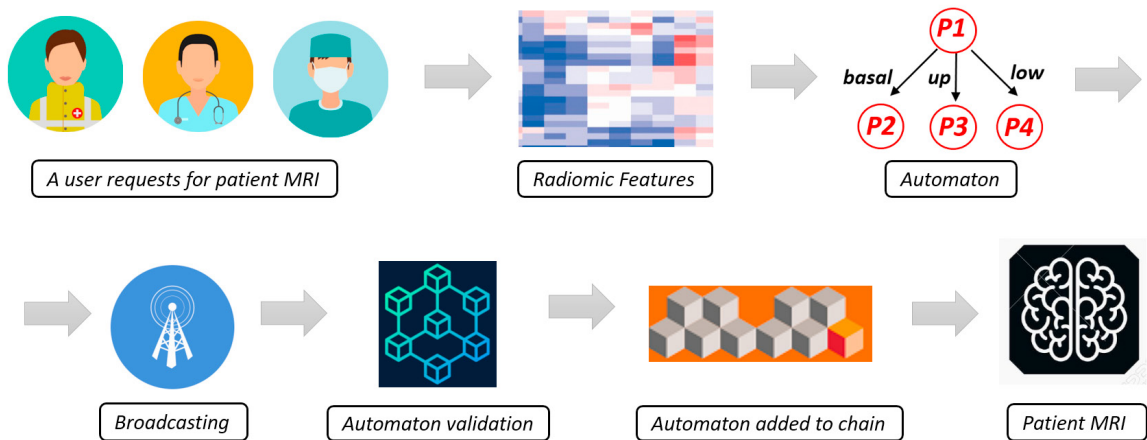 P1
basal
up
low
P2
P3
P4
A user requests for patient MRI
Radiomic Features
Automaton
Broadcasting
Automaton validation
Automaton added to chain
Patient MRI